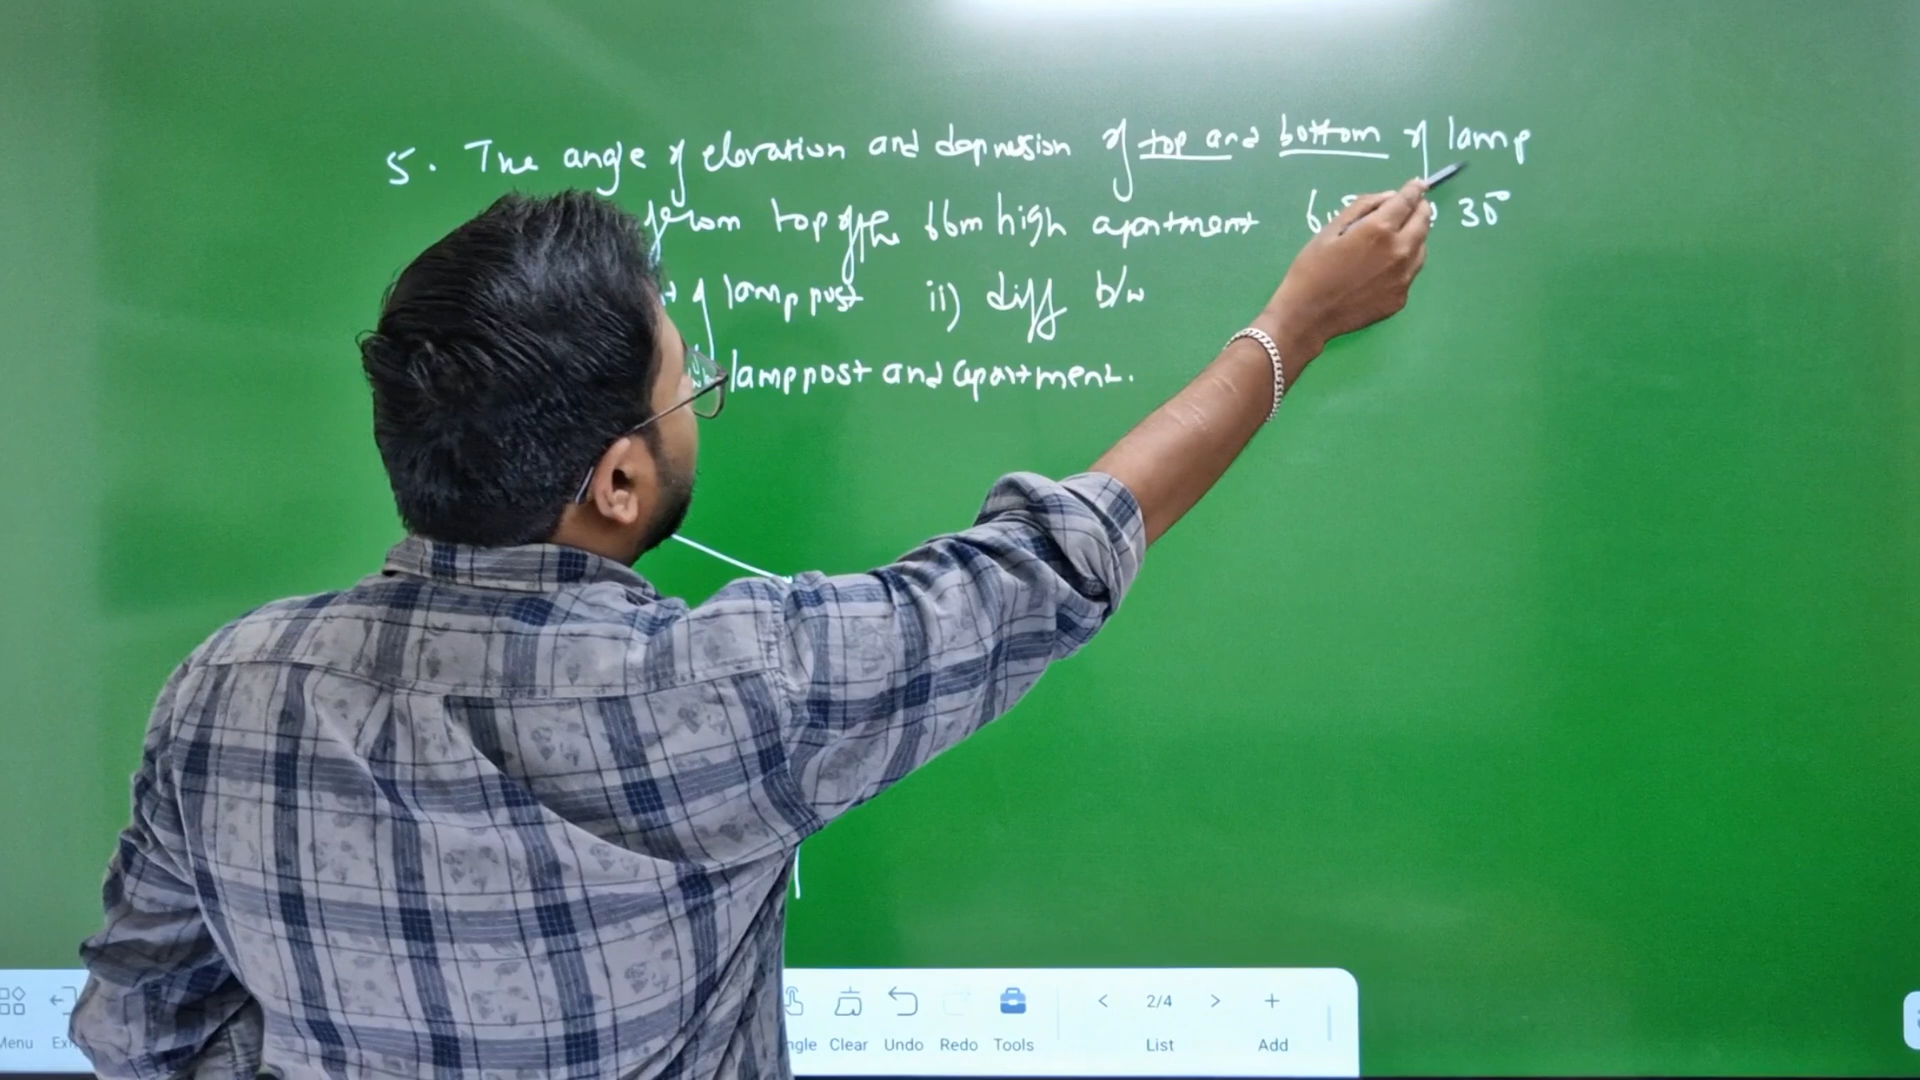 5. The angle of elevation and depression of top and bottom of lamp
from top of the 66m high apartment 30°
of lamp post ii) diff b/w
lamppost and apartment.
Menu Clear Undo Redo Tools < 2/4 > List + Add